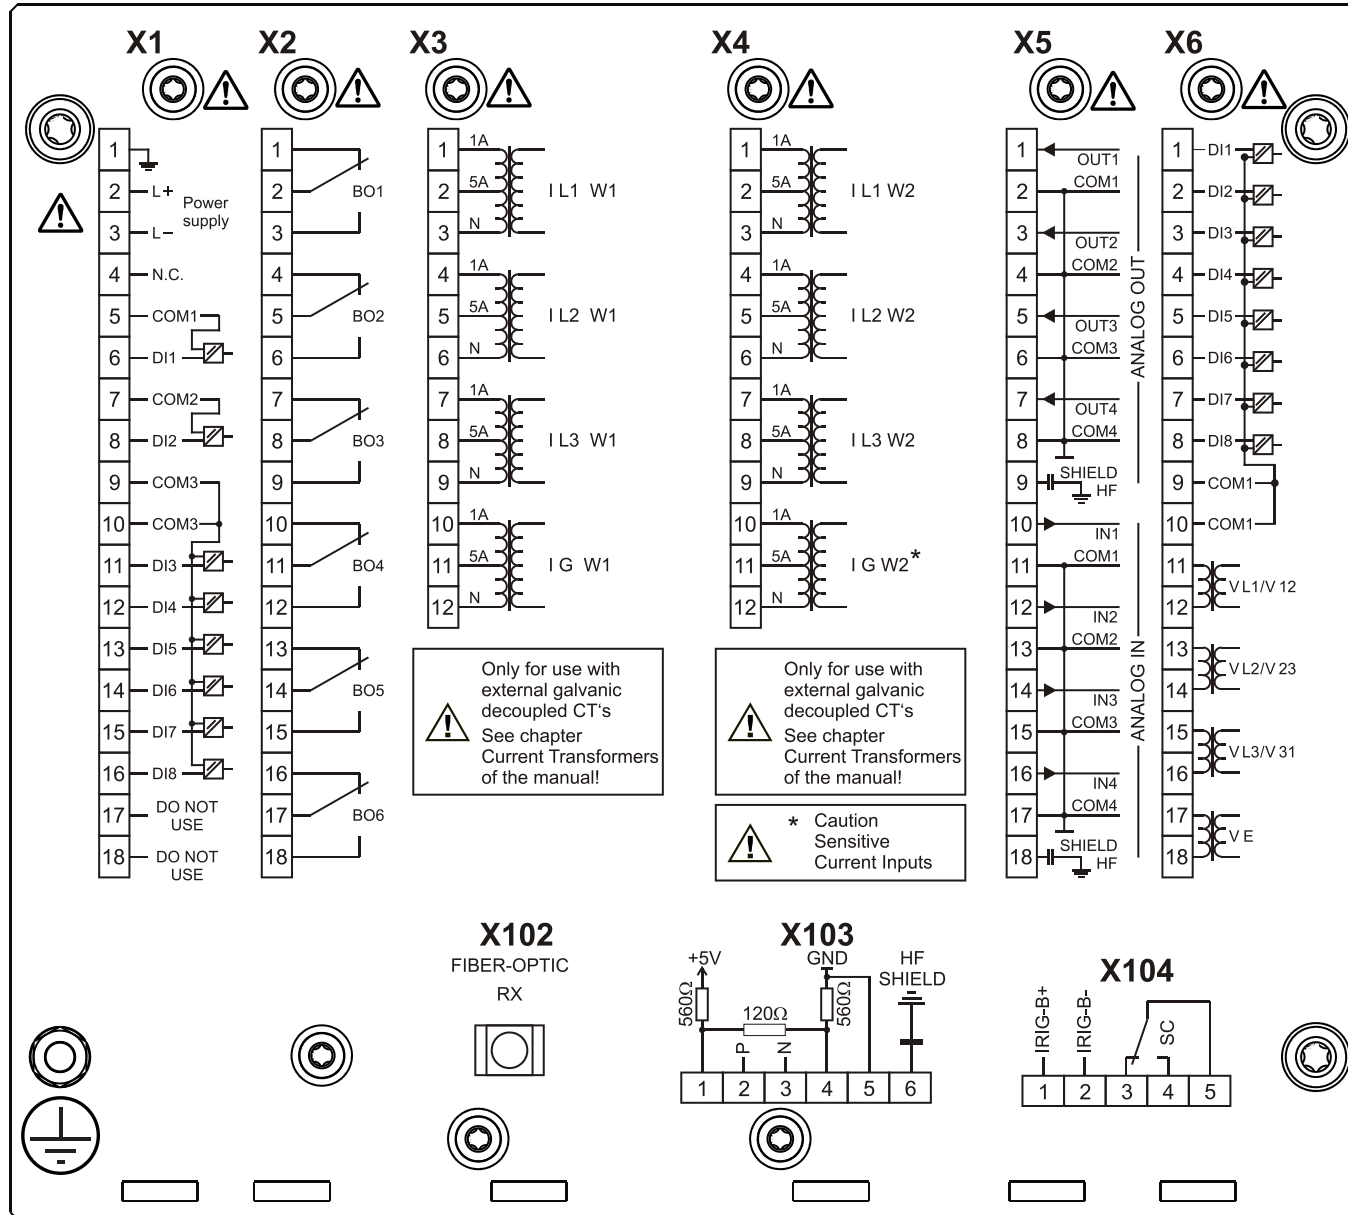 X1
1
2 L+ Power supply
3 L−
4 N.C.
5 COM1
6 DI1
7 COM2
8 DI2
9 COM3
10 COM3
11 DI3
12 DI4
13 DI5
14 DI6
15 DI7
16 DI8
17 DO NOT USE
18 DO NOT USE
X2
1
2 BO1
3
4
5 BO2
6
7
8 BO3
9
10
11 BO4
12
13
14 BO5
15
16
17 BO6
18
X3
1 1A
2 5A I L1 W1
3 N
4 1A
5 5A I L2 W1
6 N
7 1A
8 5A I L3 W1
9 N
10 1A
11 5A I G W1
12 N
Only for use with
external galvanic
decoupled CT's
See chapter
Current Transformers
of the manual!
X4
1 1A
2 5A I L1 W2
3 N
4 1A
5 5A I L2 W2
6 N
7 1A
8 5A I L3 W2
9 N
10 1A
11 5A I G W2*
12 N
Only for use with
external galvanic
decoupled CT's
See chapter
Current Transformers
of the manual!
* Caution
Sensitive
Current Inputs
X5
1 OUT1
2 COM1
3 OUT2
4 COM2
5 OUT3
6 COM3
7 OUT4
8 COM4
9 SHIELD HF
ANALOG OUT
10 IN1
11 COM1
12 IN2
13 COM2
14 IN3
15 COM3
16 IN4
17 COM4
18 SHIELD HF
ANALOG IN
X6
1 DI1
2 DI2
3 DI3
4 DI4
5 DI5
6 DI6
7 DI7
8 DI8
9 COM1
10 COM1
11
12 V L1/V 12
13
14 V L2/V 23
15
16 V L3/V 31
17
18 V E
X102
FIBER-OPTIC
RX
X103
+5V GND HF
SHIELD
560Ω 120Ω 560Ω
P N
1 2 3 4 5 6
X104
IRIG-B+ IRIG-B- SC
1 2 3 4 5